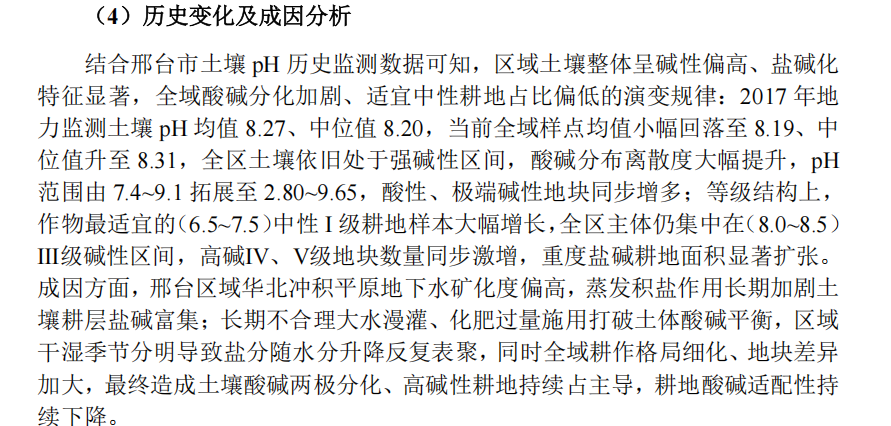 （4）历史变化及成因分析
结合邢台市土壤 pH 历史监测数据可知，区域土壤整体呈碱性偏高、盐碱化
特征显著，全域酸碱分化加剧、适宜中性耕地占比偏低的演变规律：2017 年地
力监测土壤 pH 均值 8.27、中位值 8.20，当前全域样点均值小幅回落至 8.19、中
位值升至 8.31，全区土壤依旧处于强碱性区间，酸碱分布离散度大幅提升，pH
范围由 7.4~9.1 拓展至 2.80~9.65，酸性、极端碱性地块同步增多；等级结构上，
作物最适宜的（6.5~7.5）中性 I 级耕地样本大幅增长，全区主体仍集中在（8.0~8.5）
Ⅲ级碱性区间，高碱Ⅳ、Ⅴ级地块数量同步激增，重度盐碱耕地面积显著扩张。
成因方面，邢台区域华北冲积平原地下水矿化度偏高，蒸发积盐作用长期加剧土
壤耕层盐碱富集；长期不合理大水漫灌、化肥过量施用打破土体酸碱平衡，区域
干湿季节分明导致盐分随水分升降反复表聚，同时全域耕作格局细化、地块差异
加大，最终造成土壤酸碱两极分化、高碱性耕地持续占主导，耕地酸碱适配性持
续下降。